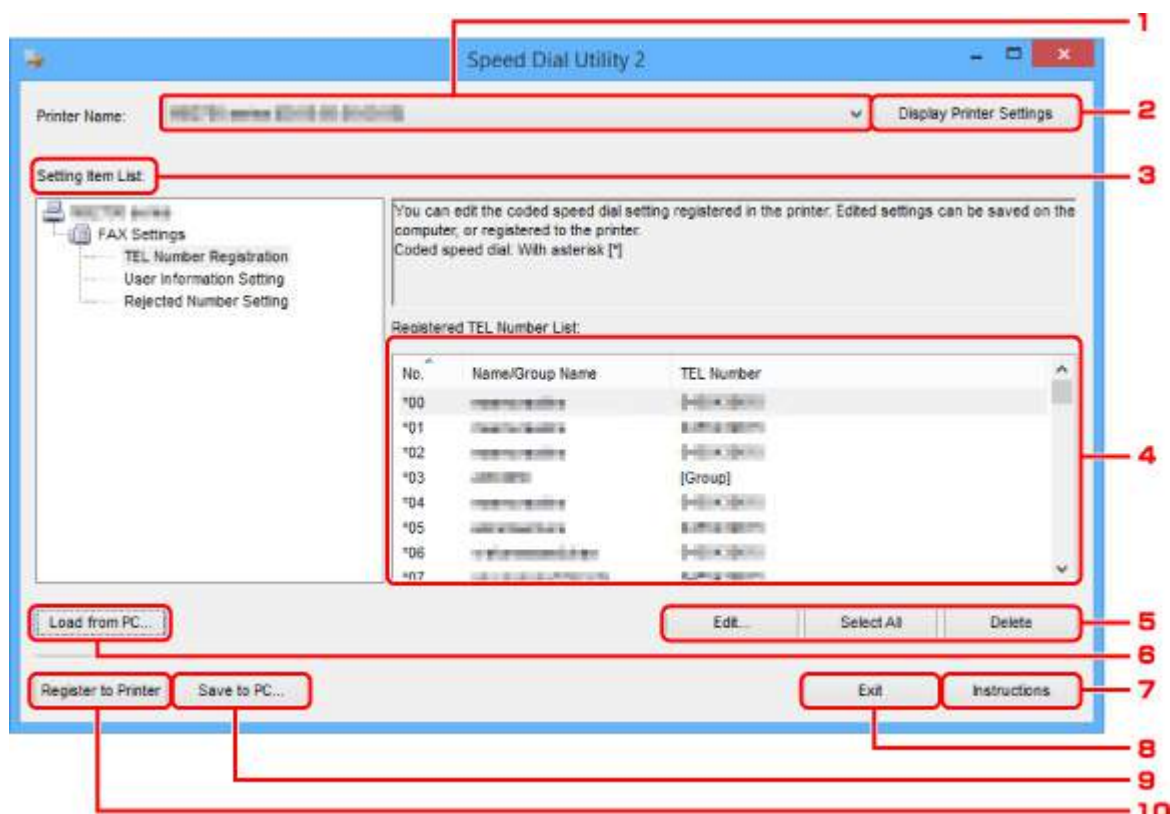 1
Speed Dial Utility 2
Printer Name:
Display Printer Settings
2
Setting Item List:
3
series
FAX Settings
TEL Number Registration
User Information Setting
Rejected Number Setting
You can edit the coded speed dial setting registered in the printer. Edited settings can be saved on the
computer, or registered to the printer.
Coded speed dial: With asterisk [*]
Registered TEL Number List:
No. Name/Group Name TEL Number
*00
*01
*02
*03 [Group]
4
*04
*05
*06
*07
Load from PC... Edit... Select All Delete
5
6
Register to Printer Save to PC... Exit Instructions
7
8
9
10